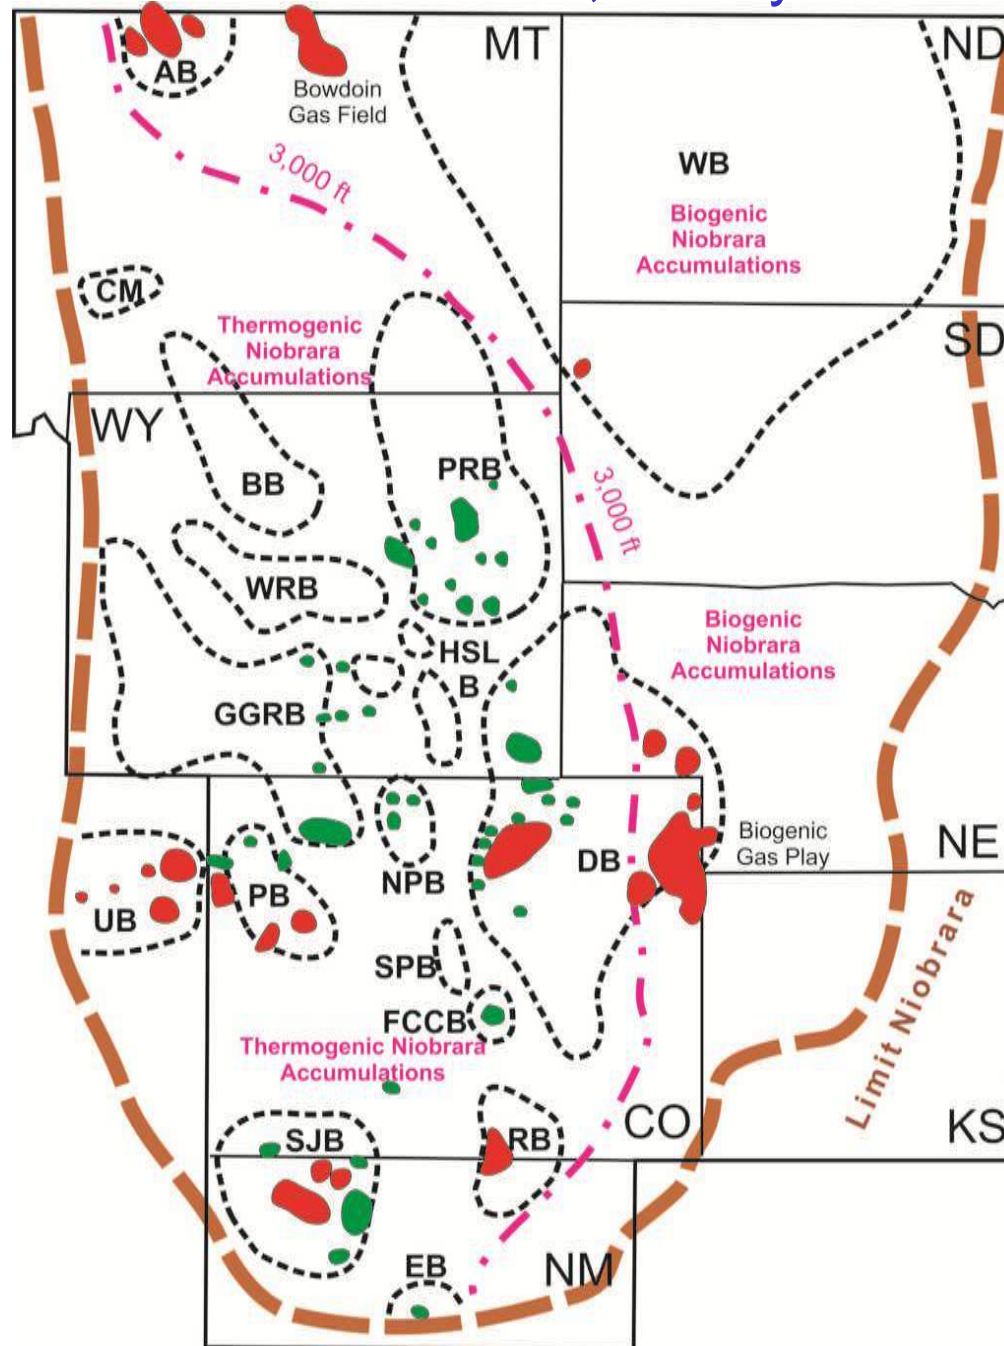 MT
ND
AB
Bowdoin
Gas Field
3,000 ft
WB
Biogenic
Niobrara
Accumulations
CM
Thermogenic
Niobrara
Accumulations
SD
WY
BB
PRB
3,000 ft
WRB
HSL
B
Biogenic
Niobrara
Accumulations
GGRB
Biogenic
Gas Play
NE
DB
NPB
PB
UB
SPB
FCCB
Thermogenic Niobrara
Accumulations
Limit Niobrara
CO
KS
SJB
RB
EB
NM